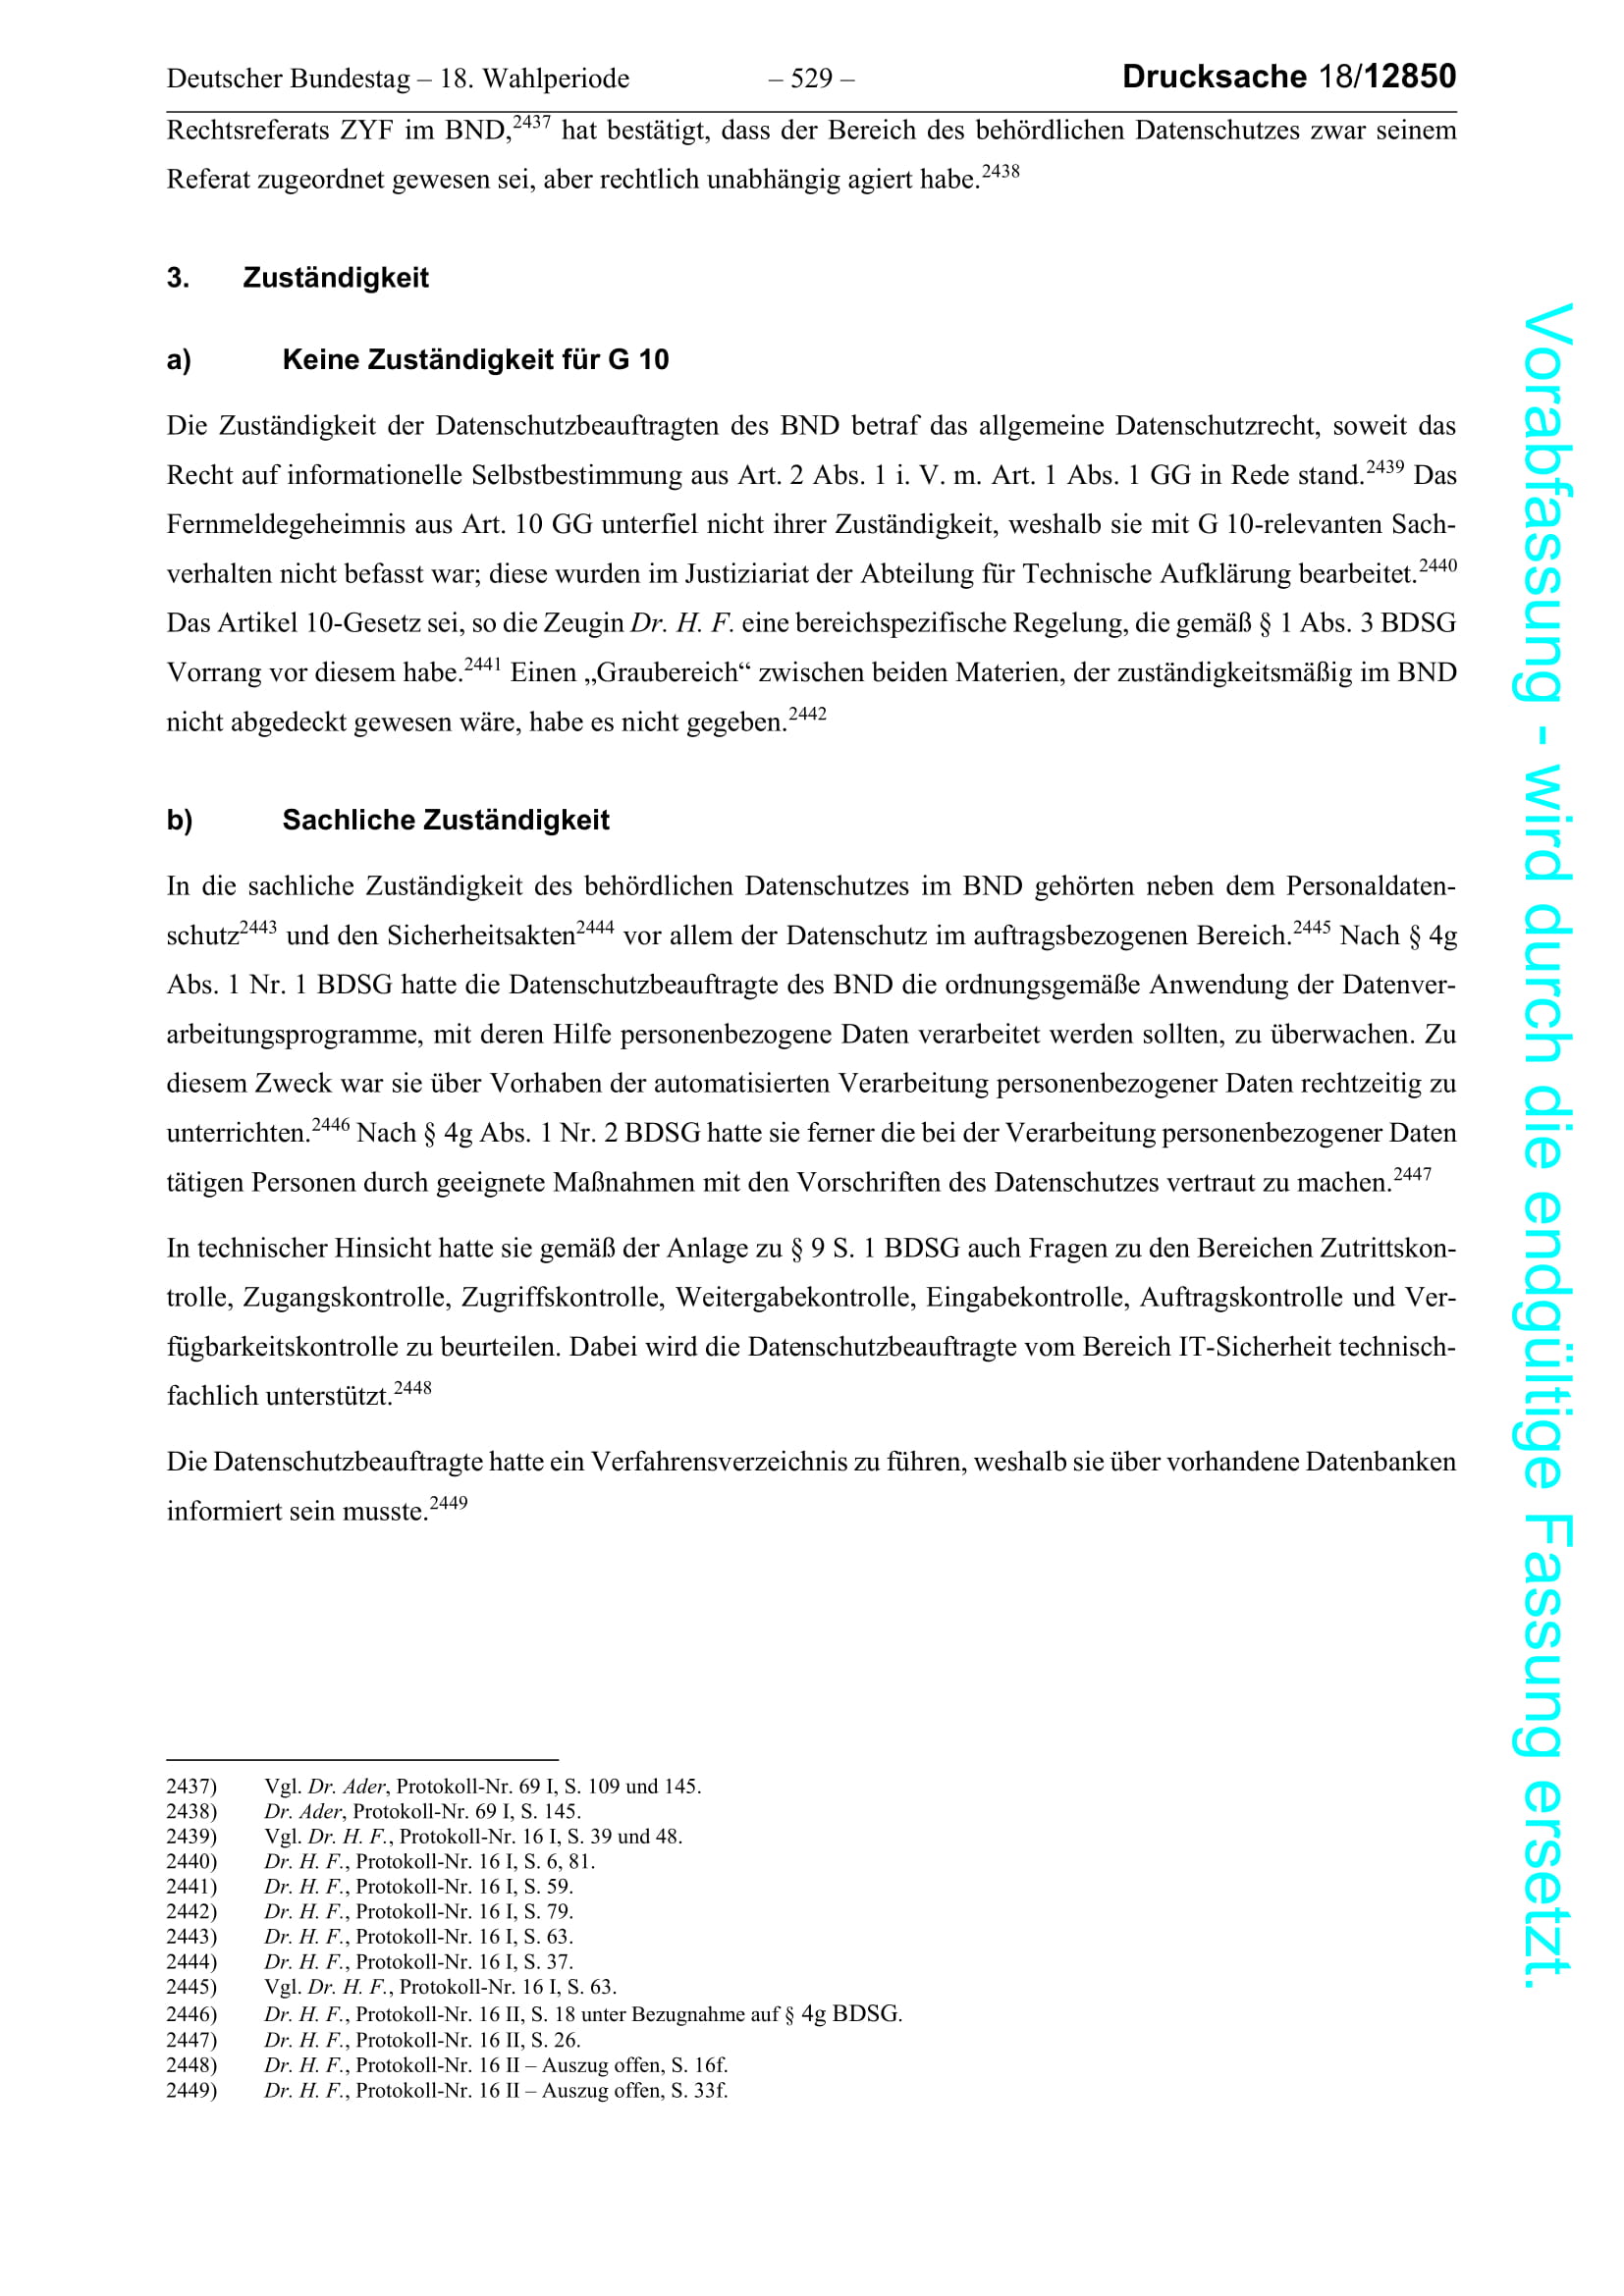 Deutscher Bundestag – 18. Wahlperiode – 529 – Drucksache 18/12850
Rechtsreferats ZYF im BND,2437 hat bestätigt, dass der Bereich des behördlichen Datenschutzes zwar seinem
Referat zugeordnet gewesen sei, aber rechtlich unabhängig agiert habe.2438
3. Zuständigkeit
a) Keine Zuständigkeit für G 10
Die Zuständigkeit der Datenschutzbeauftragten des BND betraf das allgemeine Datenschutzrecht, soweit das
Recht auf informationelle Selbstbestimmung aus Art. 2 Abs. 1 i. V. m. Art. 1 Abs. 1 GG in Rede stand.2439 Das
Fernmeldegeheimnis aus Art. 10 GG unterfiel nicht ihrer Zuständigkeit, weshalb sie mit G 10-relevanten Sach-
verhalten nicht befasst war; diese wurden im Justiziariat der Abteilung für Technische Aufklärung bearbeitet.2440
Das Artikel 10-Gesetz sei, so die Zeugin Dr. H. F. eine bereichspezifische Regelung, die gemäß § 1 Abs. 3 BDSG
Vorrang vor diesem habe.2441 Einen „Graubereich“ zwischen beiden Materien, der zuständigkeitsmäßig im BND
nicht abgedeckt gewesen wäre, habe es nicht gegeben.2442
b) Sachliche Zuständigkeit
In die sachliche Zuständigkeit des behördlichen Datenschutzes im BND gehörten neben dem Personaldaten-
schutz2443 und den Sicherheitsakten2444 vor allem der Datenschutz im auftragsbezogenen Bereich.2445 Nach § 4g
Abs. 1 Nr. 1 BDSG hatte die Datenschutzbeauftragte des BND die ordnungsgemäße Anwendung der Datenver-
arbeitungsprogramme, mit deren Hilfe personenbezogene Daten verarbeitet werden sollten, zu überwachen. Zu
diesem Zweck war sie über Vorhaben der automatisierten Verarbeitung personenbezogener Daten rechtzeitig zu
unterrichten.2446 Nach § 4g Abs. 1 Nr. 2 BDSG hatte sie ferner die bei der Verarbeitung personenbezogener Daten
tätigen Personen durch geeignete Maßnahmen mit den Vorschriften des Datenschutzes vertraut zu machen.2447
In technischer Hinsicht hatte sie gemäß der Anlage zu § 9 S. 1 BDSG auch Fragen zu den Bereichen Zutrittskon-
trolle, Zugangskontrolle, Zugriffskontrolle, Weitergabekontrolle, Eingabekontrolle, Auftragskontrolle und Ver-
fügbarkeitskontrolle zu beurteilen. Dabei wird die Datenschutzbeauftragte vom Bereich IT-Sicherheit technisch-
fachlich unterstützt.2448
Die Datenschutzbeauftragte hatte ein Verfahrensverzeichnis zu führen, weshalb sie über vorhandene Datenbanken
informiert sein musste.2449
2437) Vgl. Dr. Ader, Protokoll-Nr. 69 I, S. 109 und 145.
2438) Dr. Ader, Protokoll-Nr. 69 I, S. 145.
2439) Vgl. Dr. H. F., Protokoll-Nr. 16 I, S. 39 und 48.
2440) Dr. H. F., Protokoll-Nr. 16 I, S. 6, 81.
2441) Dr. H. F., Protokoll-Nr. 16 I, S. 59.
2442) Dr. H. F., Protokoll-Nr. 16 I, S. 79.
2443) Dr. H. F., Protokoll-Nr. 16 I, S. 63.
2444) Dr. H. F., Protokoll-Nr. 16 I, S. 37.
2445) Vgl. Dr. H. F., Protokoll-Nr. 16 I, S. 63.
2446) Dr. H. F., Protokoll-Nr. 16 II, S. 18 unter Bezugnahme auf § 4g BDSG.
2447) Dr. H. F., Protokoll-Nr. 16 II, S. 26.
2448) Dr. H. F., Protokoll-Nr. 16 II – Auszug offen, S. 16f.
2449) Dr. H. F., Protokoll-Nr. 16 II – Auszug offen, S. 33f.
Vorabfassung - wird durch die endgültige Fassung ersetzt.